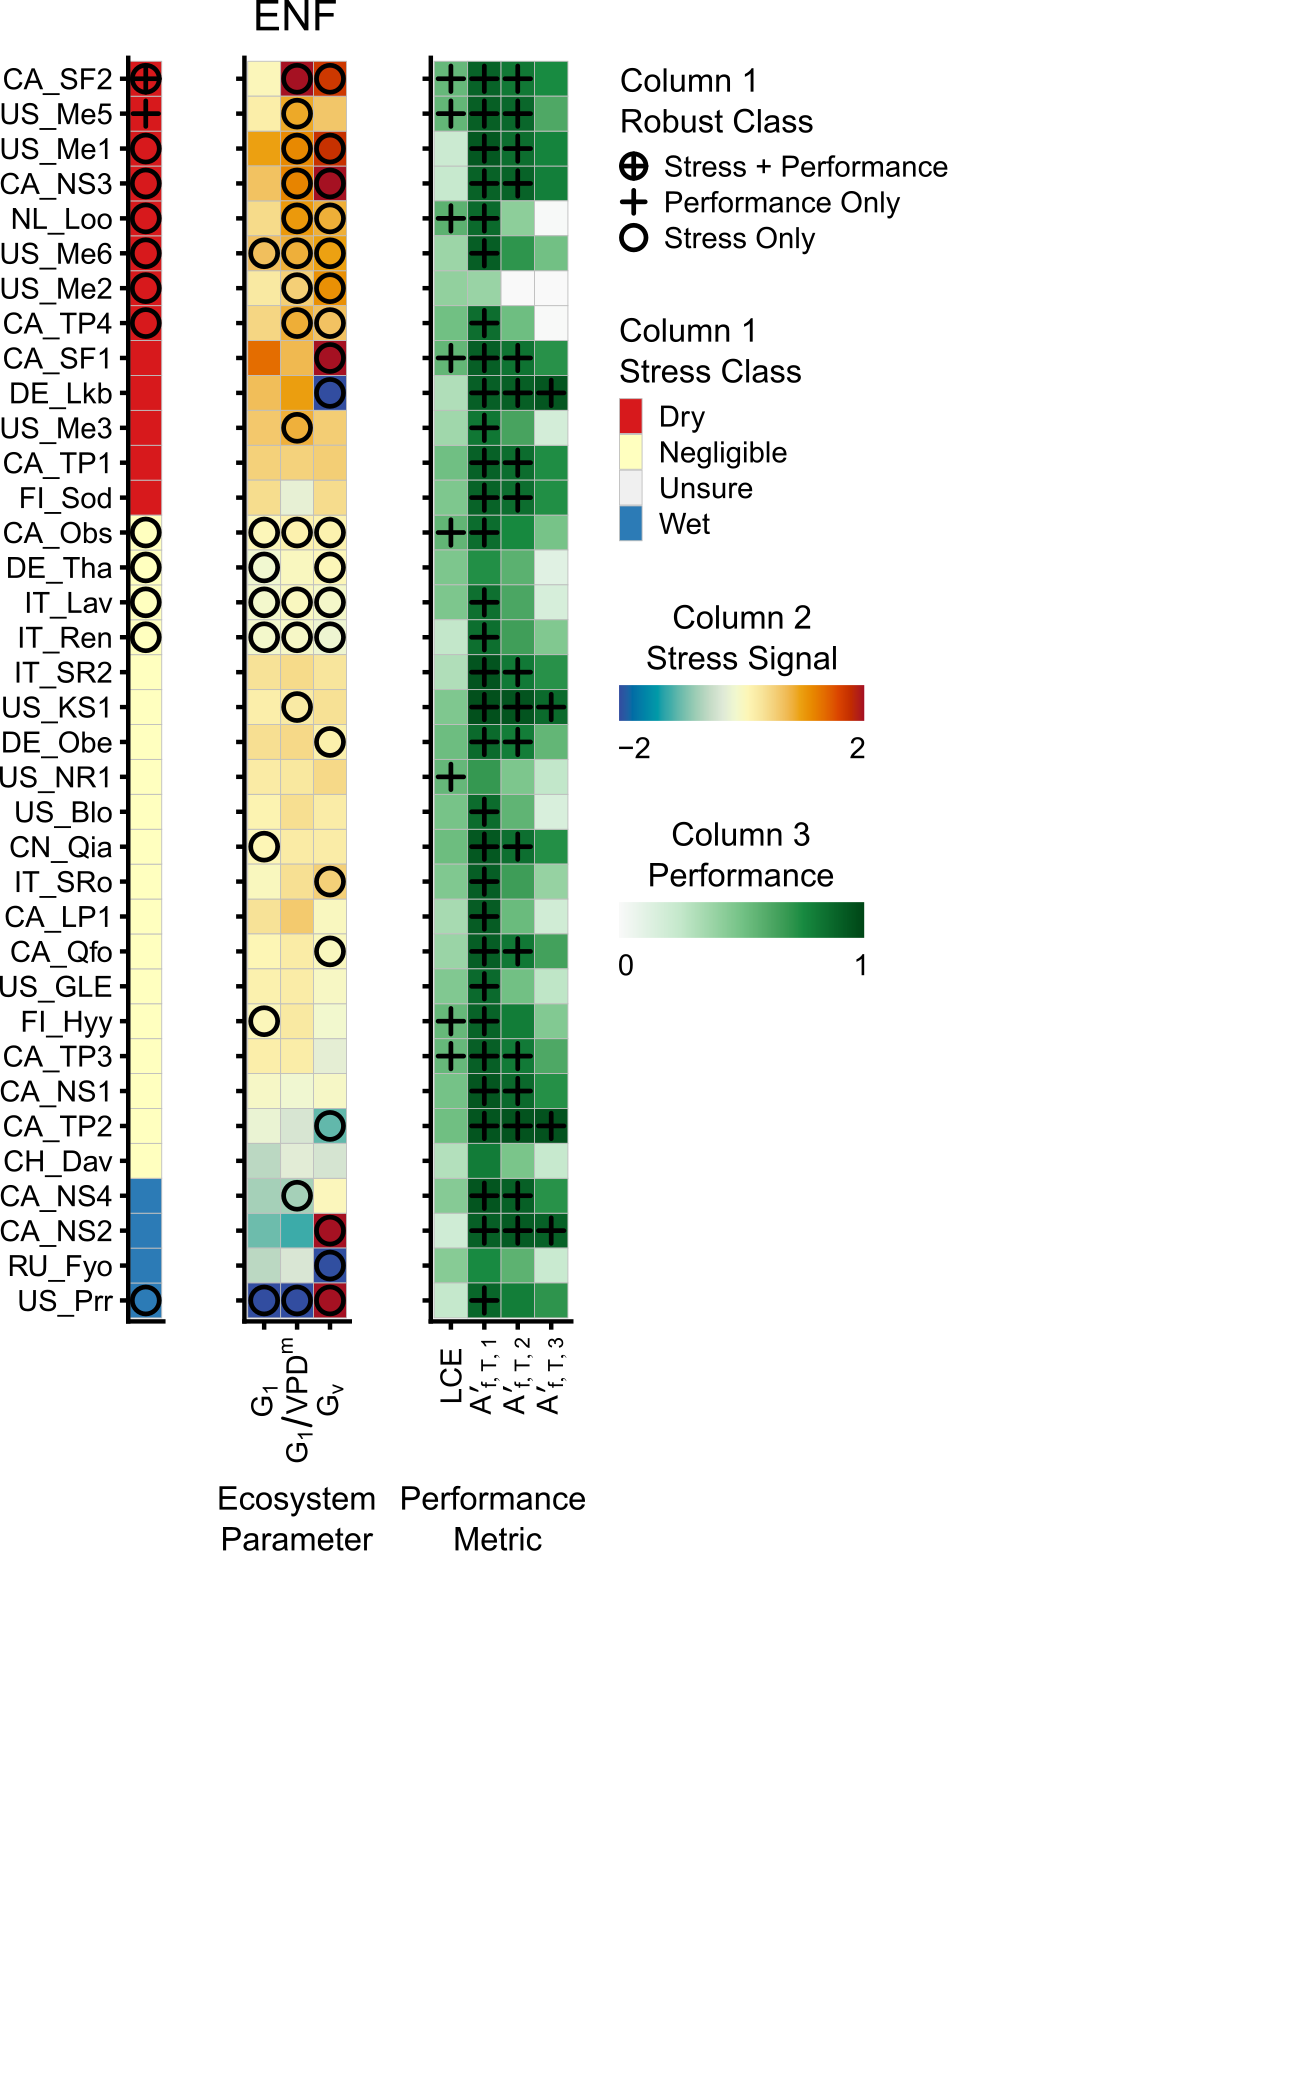 ENF
CA_SF2
US_Me5
US_Me1
CA_NS3
NL_Loo
US_Me6
US_Me2
CA_TP4
CA_SF1
DE_Lkb
US_Me3
CA_TP1
FI_Sod
CA_Obs
DE_Tha
IT_Lav
IT_Ren
IT_SR2
US_KS1
DE_Obe
US_NR1
US_Blo
CN_Qia
IT_SRo
CA_LP1
CA_Qfo
US_GLE
FI_Hyy
CA_TP3
CA_NS1
CA_TP2
CH_Dav
CA_NS4
CA_NS2
RU_Fyo
US_Prr
G₁
G₁/VPDᵐ
Gᵥ
LCE
A′f, T, 1
A′f, T, 2
A′f, T, 3
Ecosystem
Parameter
Performance
Metric
Column 1
Robust Class
Stress + Performance
Performance Only
Stress Only
Column 1
Stress Class
Dry
Negligible
Unsure
Wet
Column 2
Stress Signal
−2 2
Column 3
Performance
0 1